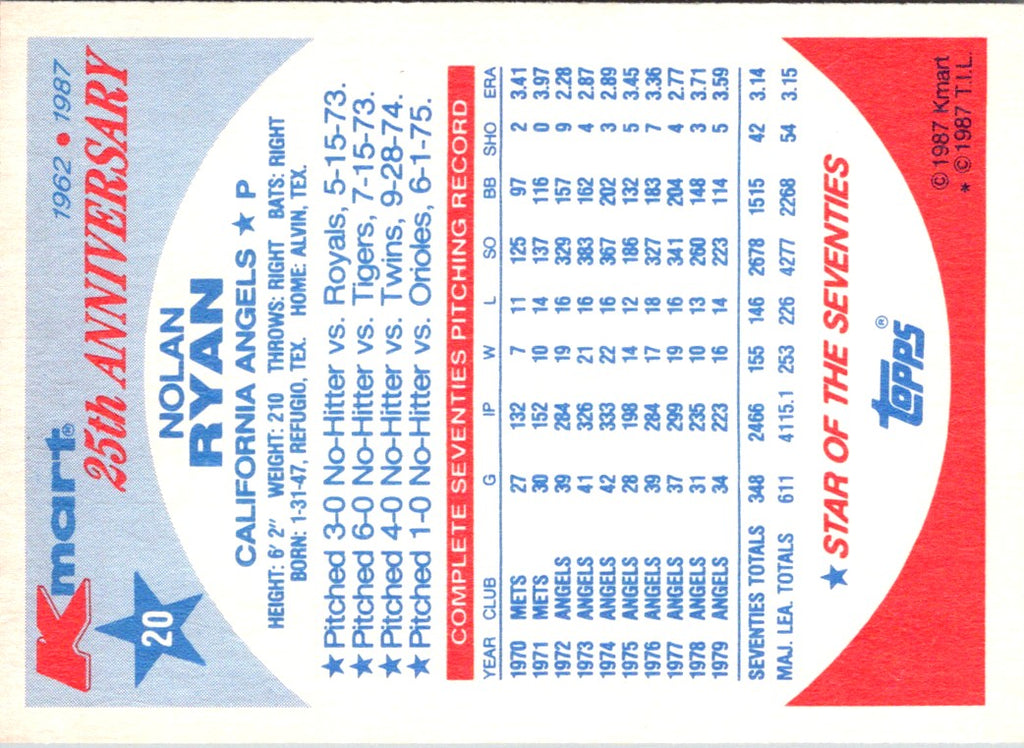 Kmart®
1962 • 1987
25th ANNIVERSARY
20
NOLAN
RYAN
CALIFORNIA ANGELS ★ P
HEIGHT: 6' 2" WEIGHT: 210 THROWS: RIGHT BATS: RIGHT
BORN: 1-31-47, REFUGIO, TEX. HOME: ALVIN, TEX.
★ Pitched 3-0 No-Hitter vs. Royals, 5-15-73.
★ Pitched 6-0 No-Hitter vs. Tigers, 7-15-73.
★ Pitched 4-0 No-Hitter vs. Twins, 9-28-74.
★ Pitched 1-0 No-Hitter vs. Orioles, 6-1-75.
COMPLETE SEVENTIES PITCHING RECORD
YEAR CLUB G IP W L SO BB SHO ERA
1970 METS 27 132 7 11 125 97 2 3.41
1971 METS 30 152 10 14 137 116 0 3.97
1972 ANGELS 39 284 19 16 329 157 9 2.28
1973 ANGELS 41 326 21 16 383 162 4 2.87
1974 ANGELS 42 333 22 16 367 202 3 2.89
1975 ANGELS 28 198 14 12 186 132 5 3.45
1976 ANGELS 39 284 17 18 327 183 7 3.36
1977 ANGELS 37 299 19 16 341 204 4 2.77
1978 ANGELS 31 235 10 13 260 148 3 3.71
1979 ANGELS 34 223 16 14 223 114 5 3.59
SEVENTIES TOTALS 348 2466 155 146 2678 1515 42 3.14
MAJ. LEA. TOTALS 611 4115.1 253 226 4277 2268 54 3.15
★ STAR OF THE SEVENTIES
TOPPS®
© 1987 Kmart
* © 1987 T.I.L.